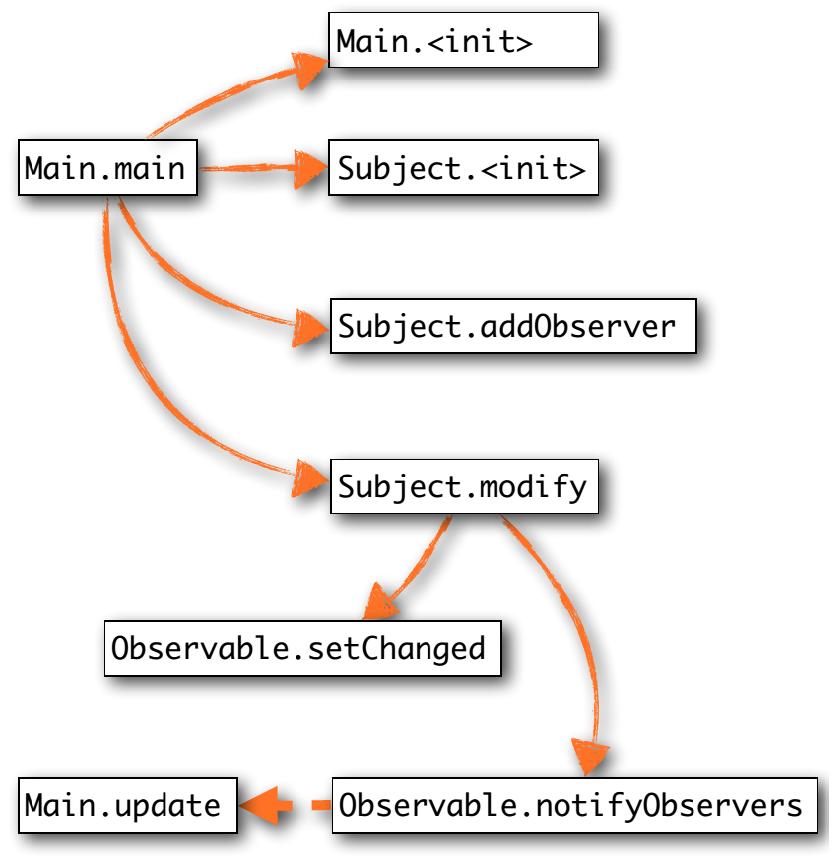 Main.<init>
Main.main
Subject.<init>
Subject.addObserver
Subject.modify
Observable.setChanged
Main.update
Observable.notifyObservers